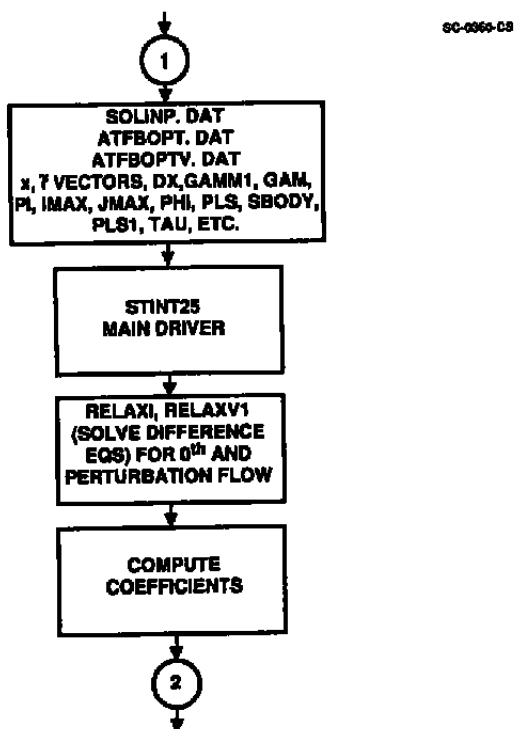 SC-0350-CS
1
SOLINP. DAT
ATFBOPT. DAT
ATFBOPTV. DAT
x, r̃ VECTORS, DX,GAMM1, GAM,
PI, IMAX, JMAX, PHI, PLS, SBODY,
PLS1, TAU, ETC.
STINT25
MAIN DRIVER
RELAXI, RELAXV1
(SOLVE DIFFERENCE
EQS) FOR 0th AND
PERTURBATION FLOW
COMPUTE
COEFFICIENTS
2